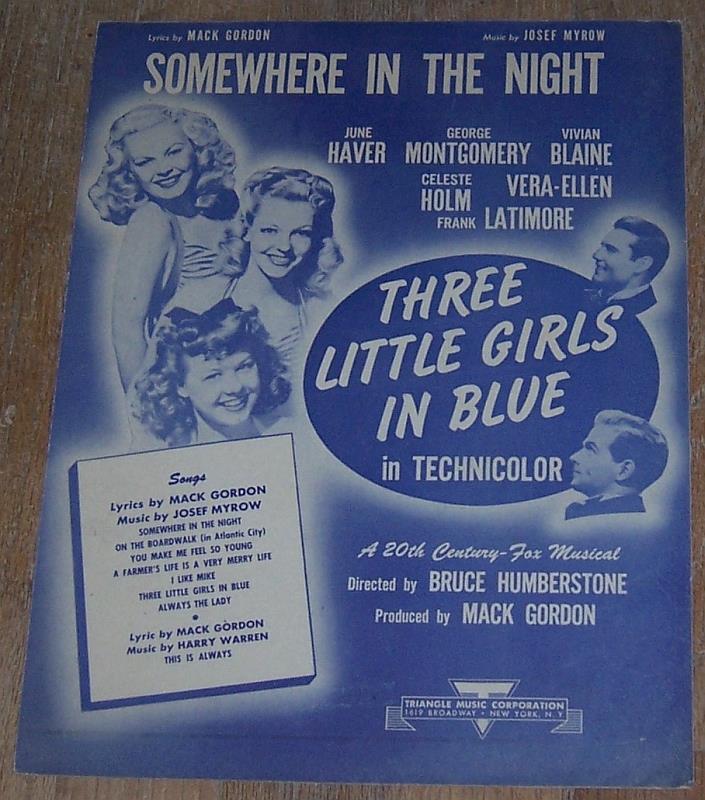 Lyrics by MACK GORDON
Music by JOSEF MYROW
SOMEWHERE IN THE NIGHT
JUNE HAVER
GEORGE MONTGOMERY
VIVIAN BLAINE
CELESTE HOLM
VERA-ELLEN
FRANK LATIMORE
THREE
LITTLE GIRLS
IN BLUE
in TECHNICOLOR
Songs
Lyrics by MACK GORDON
Music by JOSEF MYROW
SOMEWHERE IN THE NIGHT
ON THE BOARDWALK (in Atlantic City)
YOU MAKE ME FEEL SO YOUNG
A FARMER'S LIFE IS A VERY MERRY LIFE
I LIKE MIKE
THREE LITTLE GIRLS IN BLUE
ALWAYS THE LADY
Lyric by MACK GORDON
Music by HARRY WARREN
THIS IS ALWAYS
A 20th Century-Fox Musical
Directed by BRUCE HUMBERSTONE
Produced by MACK GORDON
TRIANGLE MUSIC CORPORATION
1619 BROADWAY • NEW YORK, N.Y.